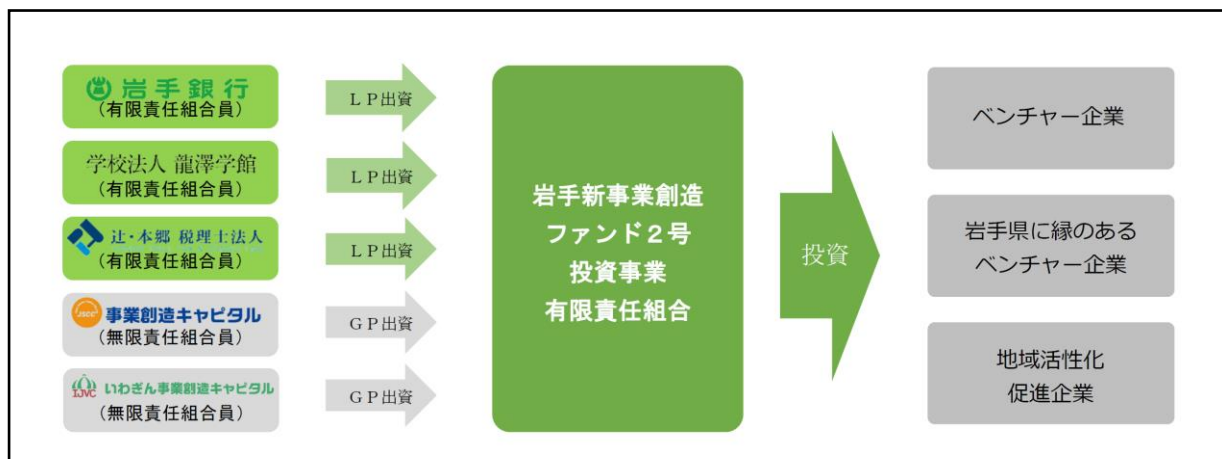 岩手銀行
(有限責任組合員)
学校法人 龍澤学館
(有限責任組合員)
辻・本郷 税理士法人
(有限責任組合員)
JSCC
事業創造キャピタル
(無限責任組合員)
IJVC
いわぎん事業創造キャピタル
(無限責任組合員)
ＬＰ出資
ＬＰ出資
ＬＰ出資
ＧＰ出資
ＧＰ出資
岩手新事業創造
ファンド２号
投資事業
有限責任組合
投資
ベンチャー企業
岩手県に縁のある
ベンチャー企業
地域活性化
促進企業